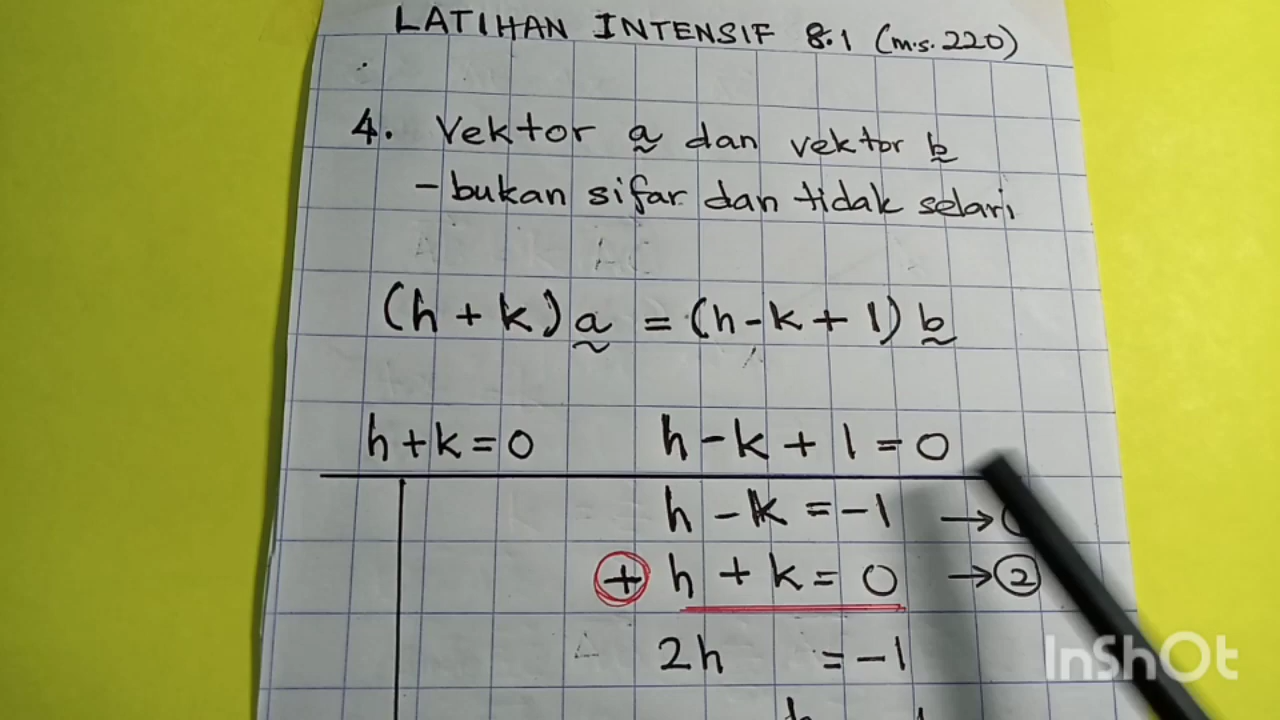 LATIHAN INTENSIF 8.1 (m.s. 220)
4. Vektor a̰ dan vektor b̰
- bukan sifar dan tidak selari
(h + k) a̰ = (h - k + 1) b̰
h + k = 0 h - k + 1 = 0
h - k = -1 →
+ h + k = 0 → ②
2h = -1
InShOt